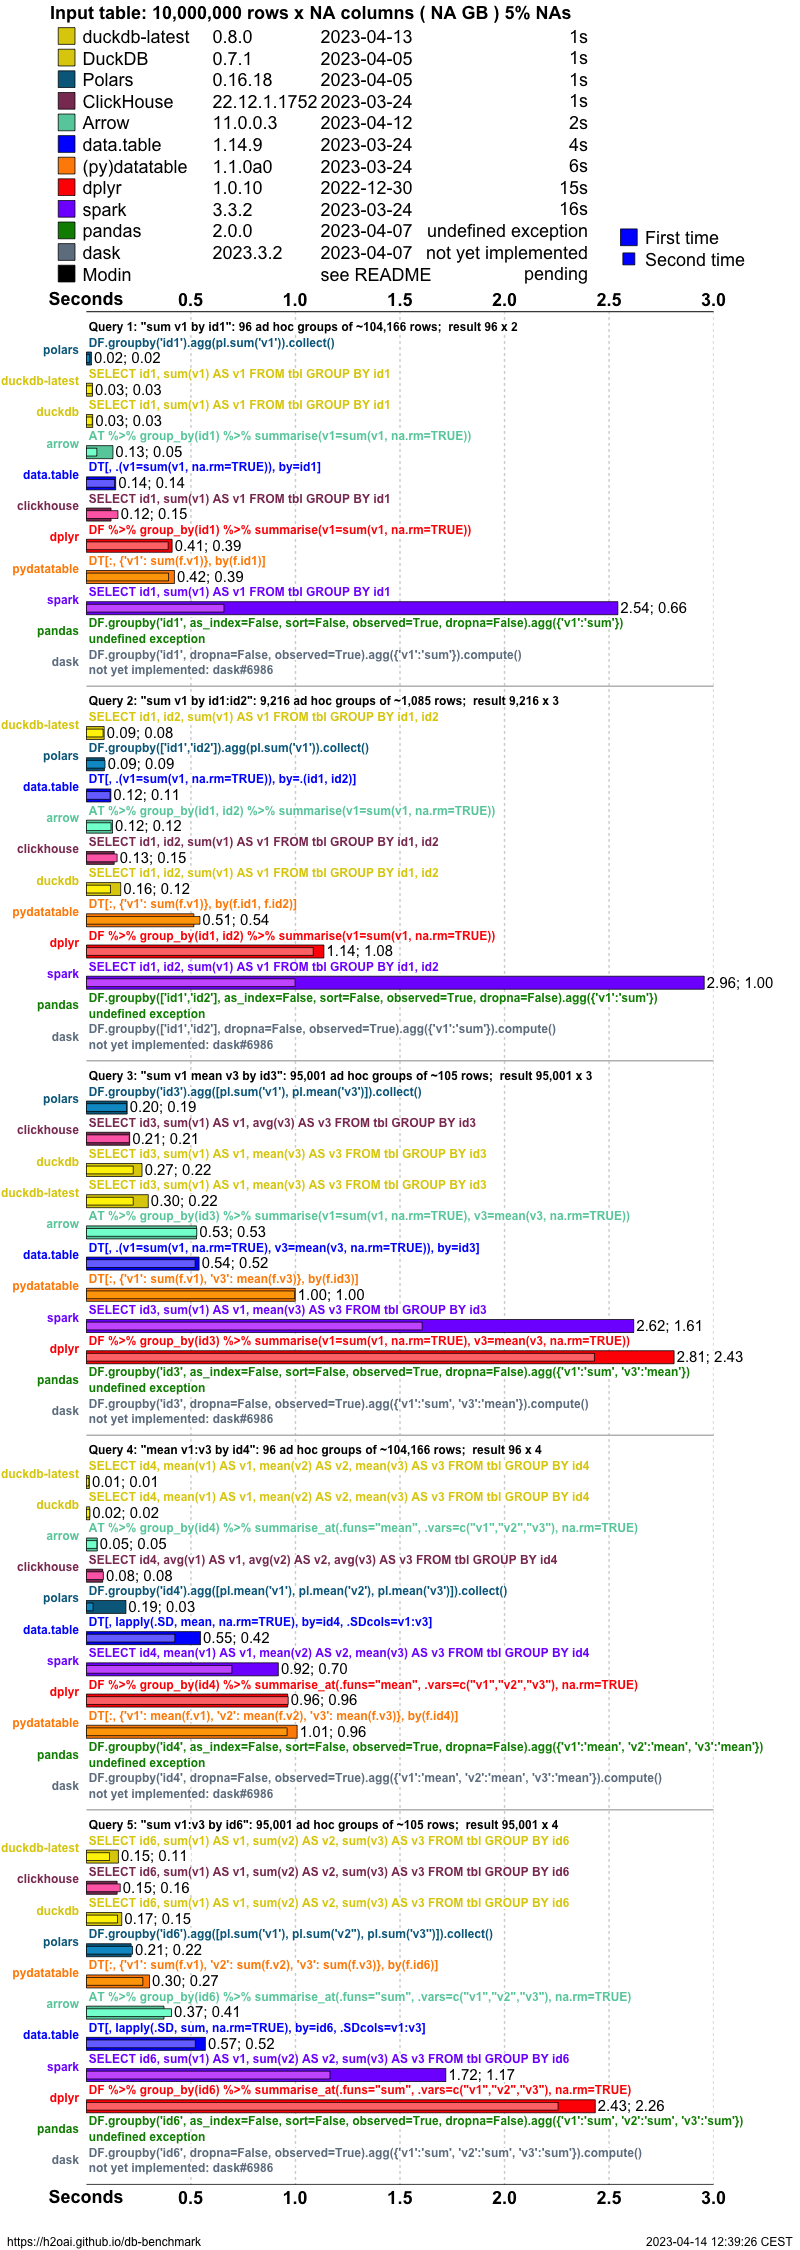 Input table: 10,000,000 rows x NA columns ( NA GB ) 5% NAs
duckdb-latest 0.8.0 2023-04-13 1s
DuckDB 0.7.1 2023-04-05 1s
Polars 0.16.18 2023-04-05 1s
ClickHouse 22.12.1.1752 2023-03-24 1s
Arrow 11.0.0.3 2023-04-12 2s
data.table 1.14.9 2023-03-24 4s
(py)datatable 1.1.0a0 2023-03-24 6s
dplyr 1.0.10 2022-12-30 15s
spark 3.3.2 2023-03-24 16s
pandas 2.0.0 2023-04-07 undefined exception
dask 2023.3.2 2023-04-07 not yet implemented
Modin see README pending
First time
Second time
Seconds 0.5 1.0 1.5 2.0 2.5 3.0
Query 1: "sum v1 by id1": 96 ad hoc groups of ~104,166 rows; result 96 x 2
DF.groupby('id1').agg(pl.sum('v1')).collect()
polars 0.02; 0.02
SELECT id1, sum(v1) AS v1 FROM tbl GROUP BY id1
duckdb-latest 0.03; 0.03
SELECT id1, sum(v1) AS v1 FROM tbl GROUP BY id1
duckdb 0.03; 0.03
AT %>% group_by(id1) %>% summarise(v1=sum(v1, na.rm=TRUE))
arrow 0.13; 0.05
DT[, .(v1=sum(v1, na.rm=TRUE)), by=id1]
data.table 0.14; 0.14
SELECT id1, sum(v1) AS v1 FROM tbl GROUP BY id1
clickhouse 0.12; 0.15
DF %>% group_by(id1) %>% summarise(v1=sum(v1, na.rm=TRUE))
dplyr 0.41; 0.39
DT[:, {'v1': sum(f.v1)}, by(f.id1)]
pydatatable 0.42; 0.39
SELECT id1, sum(v1) AS v1 FROM tbl GROUP BY id1
spark 2.54; 0.66
DF.groupby('id1', as_index=False, sort=False, observed=True, dropna=False).agg({'v1':'sum'})
pandas undefined exception
DF.groupby('id1', dropna=False, observed=True).agg({'v1':'sum'}).compute()
dask not yet implemented: dask#6986
Query 2: "sum v1 by id1:id2": 9,216 ad hoc groups of ~1,085 rows; result 9,216 x 3
SELECT id1, id2, sum(v1) AS v1 FROM tbl GROUP BY id1, id2
duckdb-latest 0.09; 0.08
DF.groupby(['id1','id2']).agg(pl.sum('v1')).collect()
polars 0.09; 0.09
DT[, .(v1=sum(v1, na.rm=TRUE)), by=.(id1, id2)]
data.table 0.12; 0.11
AT %>% group_by(id1, id2) %>% summarise(v1=sum(v1, na.rm=TRUE))
arrow 0.12; 0.12
SELECT id1, id2, sum(v1) AS v1 FROM tbl GROUP BY id1, id2
clickhouse 0.13; 0.15
SELECT id1, id2, sum(v1) AS v1 FROM tbl GROUP BY id1, id2
duckdb 0.16; 0.12
DT[:, {'v1': sum(f.v1)}, by(f.id1, f.id2)]
pydatatable 0.51; 0.54
DF %>% group_by(id1, id2) %>% summarise(v1=sum(v1, na.rm=TRUE))
dplyr 1.14; 1.08
SELECT id1, id2, sum(v1) AS v1 FROM tbl GROUP BY id1, id2
spark 2.96; 1.00
DF.groupby(['id1','id2'], as_index=False, sort=False, observed=True, dropna=False).agg({'v1':'sum'})
pandas undefined exception
DF.groupby(['id1','id2'], dropna=False, observed=True).agg({'v1':'sum'}).compute()
dask not yet implemented: dask#6986
Query 3: "sum v1 mean v3 by id3": 95,001 ad hoc groups of ~105 rows; result 95,001 x 3
DF.groupby('id3').agg([pl.sum('v1'), pl.mean('v3')]).collect()
polars 0.20; 0.19
SELECT id3, sum(v1) AS v1, avg(v3) AS v3 FROM tbl GROUP BY id3
clickhouse 0.21; 0.21
SELECT id3, sum(v1) AS v1, mean(v3) AS v3 FROM tbl GROUP BY id3
duckdb 0.27; 0.22
SELECT id3, sum(v1) AS v1, mean(v3) AS v3 FROM tbl GROUP BY id3
duckdb-latest 0.30; 0.22
AT %>% group_by(id3) %>% summarise(v1=sum(v1, na.rm=TRUE), v3=mean(v3, na.rm=TRUE))
arrow 0.53; 0.53
DT[, .(v1=sum(v1, na.rm=TRUE), v3=mean(v3, na.rm=TRUE)), by=id3]
data.table 0.54; 0.52
DT[:, {'v1': sum(f.v1), 'v3': mean(f.v3)}, by(f.id3)]
pydatatable 1.00; 1.00
SELECT id3, sum(v1) AS v1, mean(v3) AS v3 FROM tbl GROUP BY id3
spark 2.62; 1.61
DF %>% group_by(id3) %>% summarise(v1=sum(v1, na.rm=TRUE), v3=mean(v3, na.rm=TRUE))
dplyr 2.81; 2.43
DF.groupby('id3', as_index=False, sort=False, observed=True, dropna=False).agg({'v1':'sum', 'v3':'mean'})
pandas undefined exception
DF.groupby('id3', dropna=False, observed=True).agg({'v1':'sum', 'v3':'mean'}).compute()
dask not yet implemented: dask#6986
Query 4: "mean v1:v3 by id4": 96 ad hoc groups of ~104,166 rows; result 96 x 4
SELECT id4, mean(v1) AS v1, mean(v2) AS v2, mean(v3) AS v3 FROM tbl GROUP BY id4
duckdb-latest 0.01; 0.01
SELECT id4, mean(v1) AS v1, mean(v2) AS v2, mean(v3) AS v3 FROM tbl GROUP BY id4
duckdb 0.02; 0.02
AT %>% group_by(id4) %>% summarise_at(.funs="mean", .vars=c("v1","v2","v3"), na.rm=TRUE)
arrow 0.05; 0.05
SELECT id4, avg(v1) AS v1, avg(v2) AS v2, avg(v3) AS v3 FROM tbl GROUP BY id4
clickhouse 0.08; 0.08
DF.groupby('id4').agg([pl.mean('v1'), pl.mean('v2'), pl.mean('v3')]).collect()
polars 0.19; 0.03
DT[, lapply(.SD, mean, na.rm=TRUE), by=id4, .SDcols=v1:v3]
data.table 0.55; 0.42
SELECT id4, mean(v1) AS v1, mean(v2) AS v2, mean(v3) AS v3 FROM tbl GROUP BY id4
spark 0.92; 0.70
DF %>% group_by(id4) %>% summarise_at(.funs="mean", .vars=c("v1","v2","v3"), na.rm=TRUE)
dplyr 0.96; 0.96
DT[:, {'v1': mean(f.v1), 'v2': mean(f.v2), 'v3': mean(f.v3)}, by(f.id4)]
pydatatable 1.01; 0.96
DF.groupby('id4', as_index=False, sort=False, observed=True, dropna=False).agg({'v1':'mean', 'v2':'mean', 'v3':'mean'})
pandas undefined exception
DF.groupby('id4', dropna=False, observed=True).agg({'v1':'mean', 'v2':'mean', 'v3':'mean'}).compute()
dask not yet implemented: dask#6986
Query 5: "sum v1:v3 by id6": 95,001 ad hoc groups of ~105 rows; result 95,001 x 4
SELECT id6, sum(v1) AS v1, sum(v2) AS v2, sum(v3) AS v3 FROM tbl GROUP BY id6
duckdb-latest 0.15; 0.11
SELECT id6, sum(v1) AS v1, sum(v2) AS v2, sum(v3) AS v3 FROM tbl GROUP BY id6
clickhouse 0.15; 0.16
SELECT id6, sum(v1) AS v1, sum(v2) AS v2, sum(v3) AS v3 FROM tbl GROUP BY id6
duckdb 0.17; 0.15
DF.groupby('id6').agg([pl.sum('v1'), pl.sum('v2"), pl.sum('v3'')]).collect()
polars 0.21; 0.22
DT[:, {'v1': sum(f.v1), 'v2': sum(f.v2), 'v3': sum(f.v3)}, by(f.id6)]
pydatatable 0.30; 0.27
AT %>% group_by(id6) %>% summarise_at(.funs="sum", .vars=c("v1","v2","v3"), na.rm=TRUE)
arrow 0.37; 0.41
DT[, lapply(.SD, sum, na.rm=TRUE), by=id6, .SDcols=v1:v3]
data.table 0.57; 0.52
SELECT id6, sum(v1) AS v1, sum(v2) AS v2, sum(v3) AS v3 FROM tbl GROUP BY id6
spark 1.72; 1.17
DF %>% group_by(id6) %>% summarise_at(.funs="sum", .vars=c("v1","v2","v3"), na.rm=TRUE)
dplyr 2.43; 2.26
DF.groupby('id6', as_index=False, sort=False, observed=True, dropna=False).agg({'v1':'sum', 'v2':'sum', 'v3':'sum'})
pandas undefined exception
DF.groupby('id6', dropna=False, observed=True).agg({'v1':'sum', 'v2':'sum', 'v3':'sum'}).compute()
dask not yet implemented: dask#6986
Seconds 0.5 1.0 1.5 2.0 2.5 3.0
https://h2oai.github.io/db-benchmark 2023-04-14 12:39:26 CEST